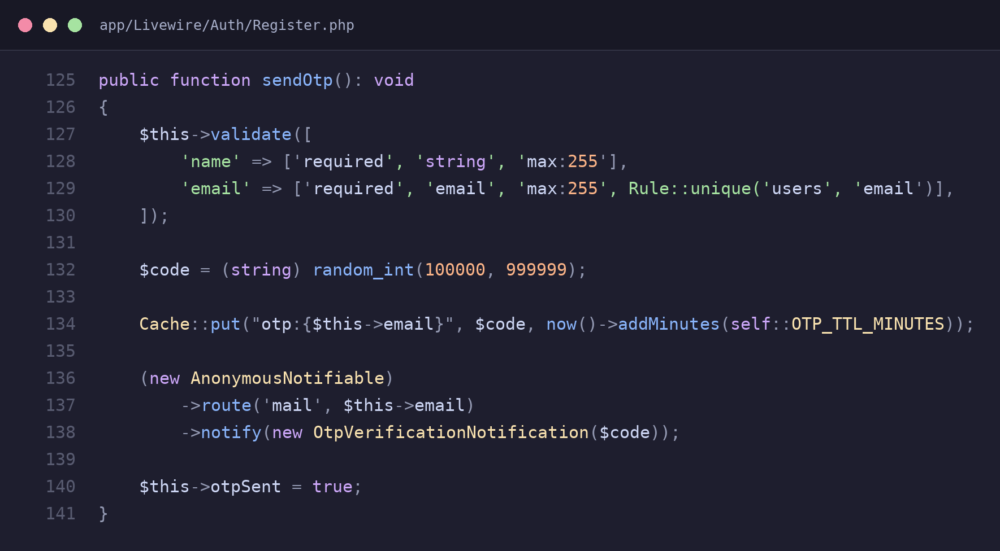 app/Livewire/Auth/Register.php
125 public function sendOtp(): void
126 {
127     $this->validate([
128         'name' => ['required', 'string', 'max:255'],
129         'email' => ['required', 'email', 'max:255', Rule::unique('users', 'email')],
130     ]);
131
132     $code = (string) random_int(100000, 999999);
133
134     Cache::put("otp:{$this->email}", $code, now()->addMinutes(self::OTP_TTL_MINUTES));
135
136     (new AnonymousNotifiable)
137         ->route('mail', $this->email)
138         ->notify(new OtpVerificationNotification($code));
139
140     $this->otpSent = true;
141 }